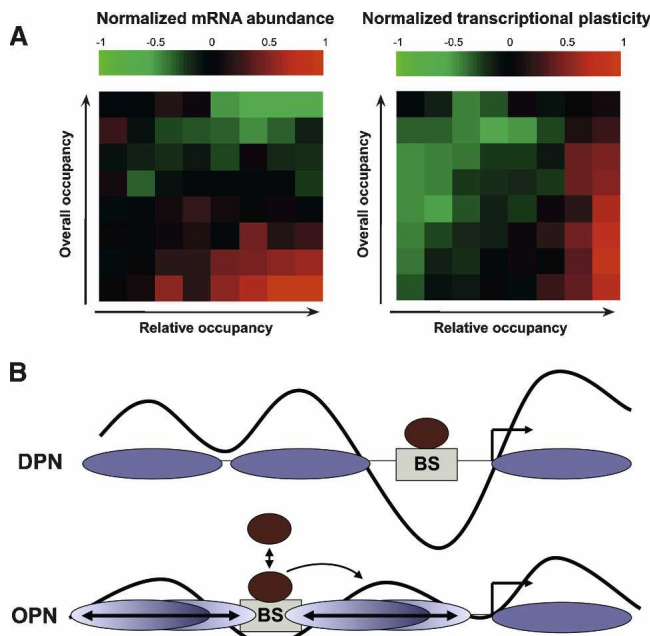 A
Normalized mRNA abundance
Normalized transcriptional plasticity
-1 -0.5 0 0.5 1
-1 -0.5 0 0.5 1
Overall occupancy
Overall occupancy
Relative occupancy
Relative occupancy
B
DPN
BS
OPN
BS